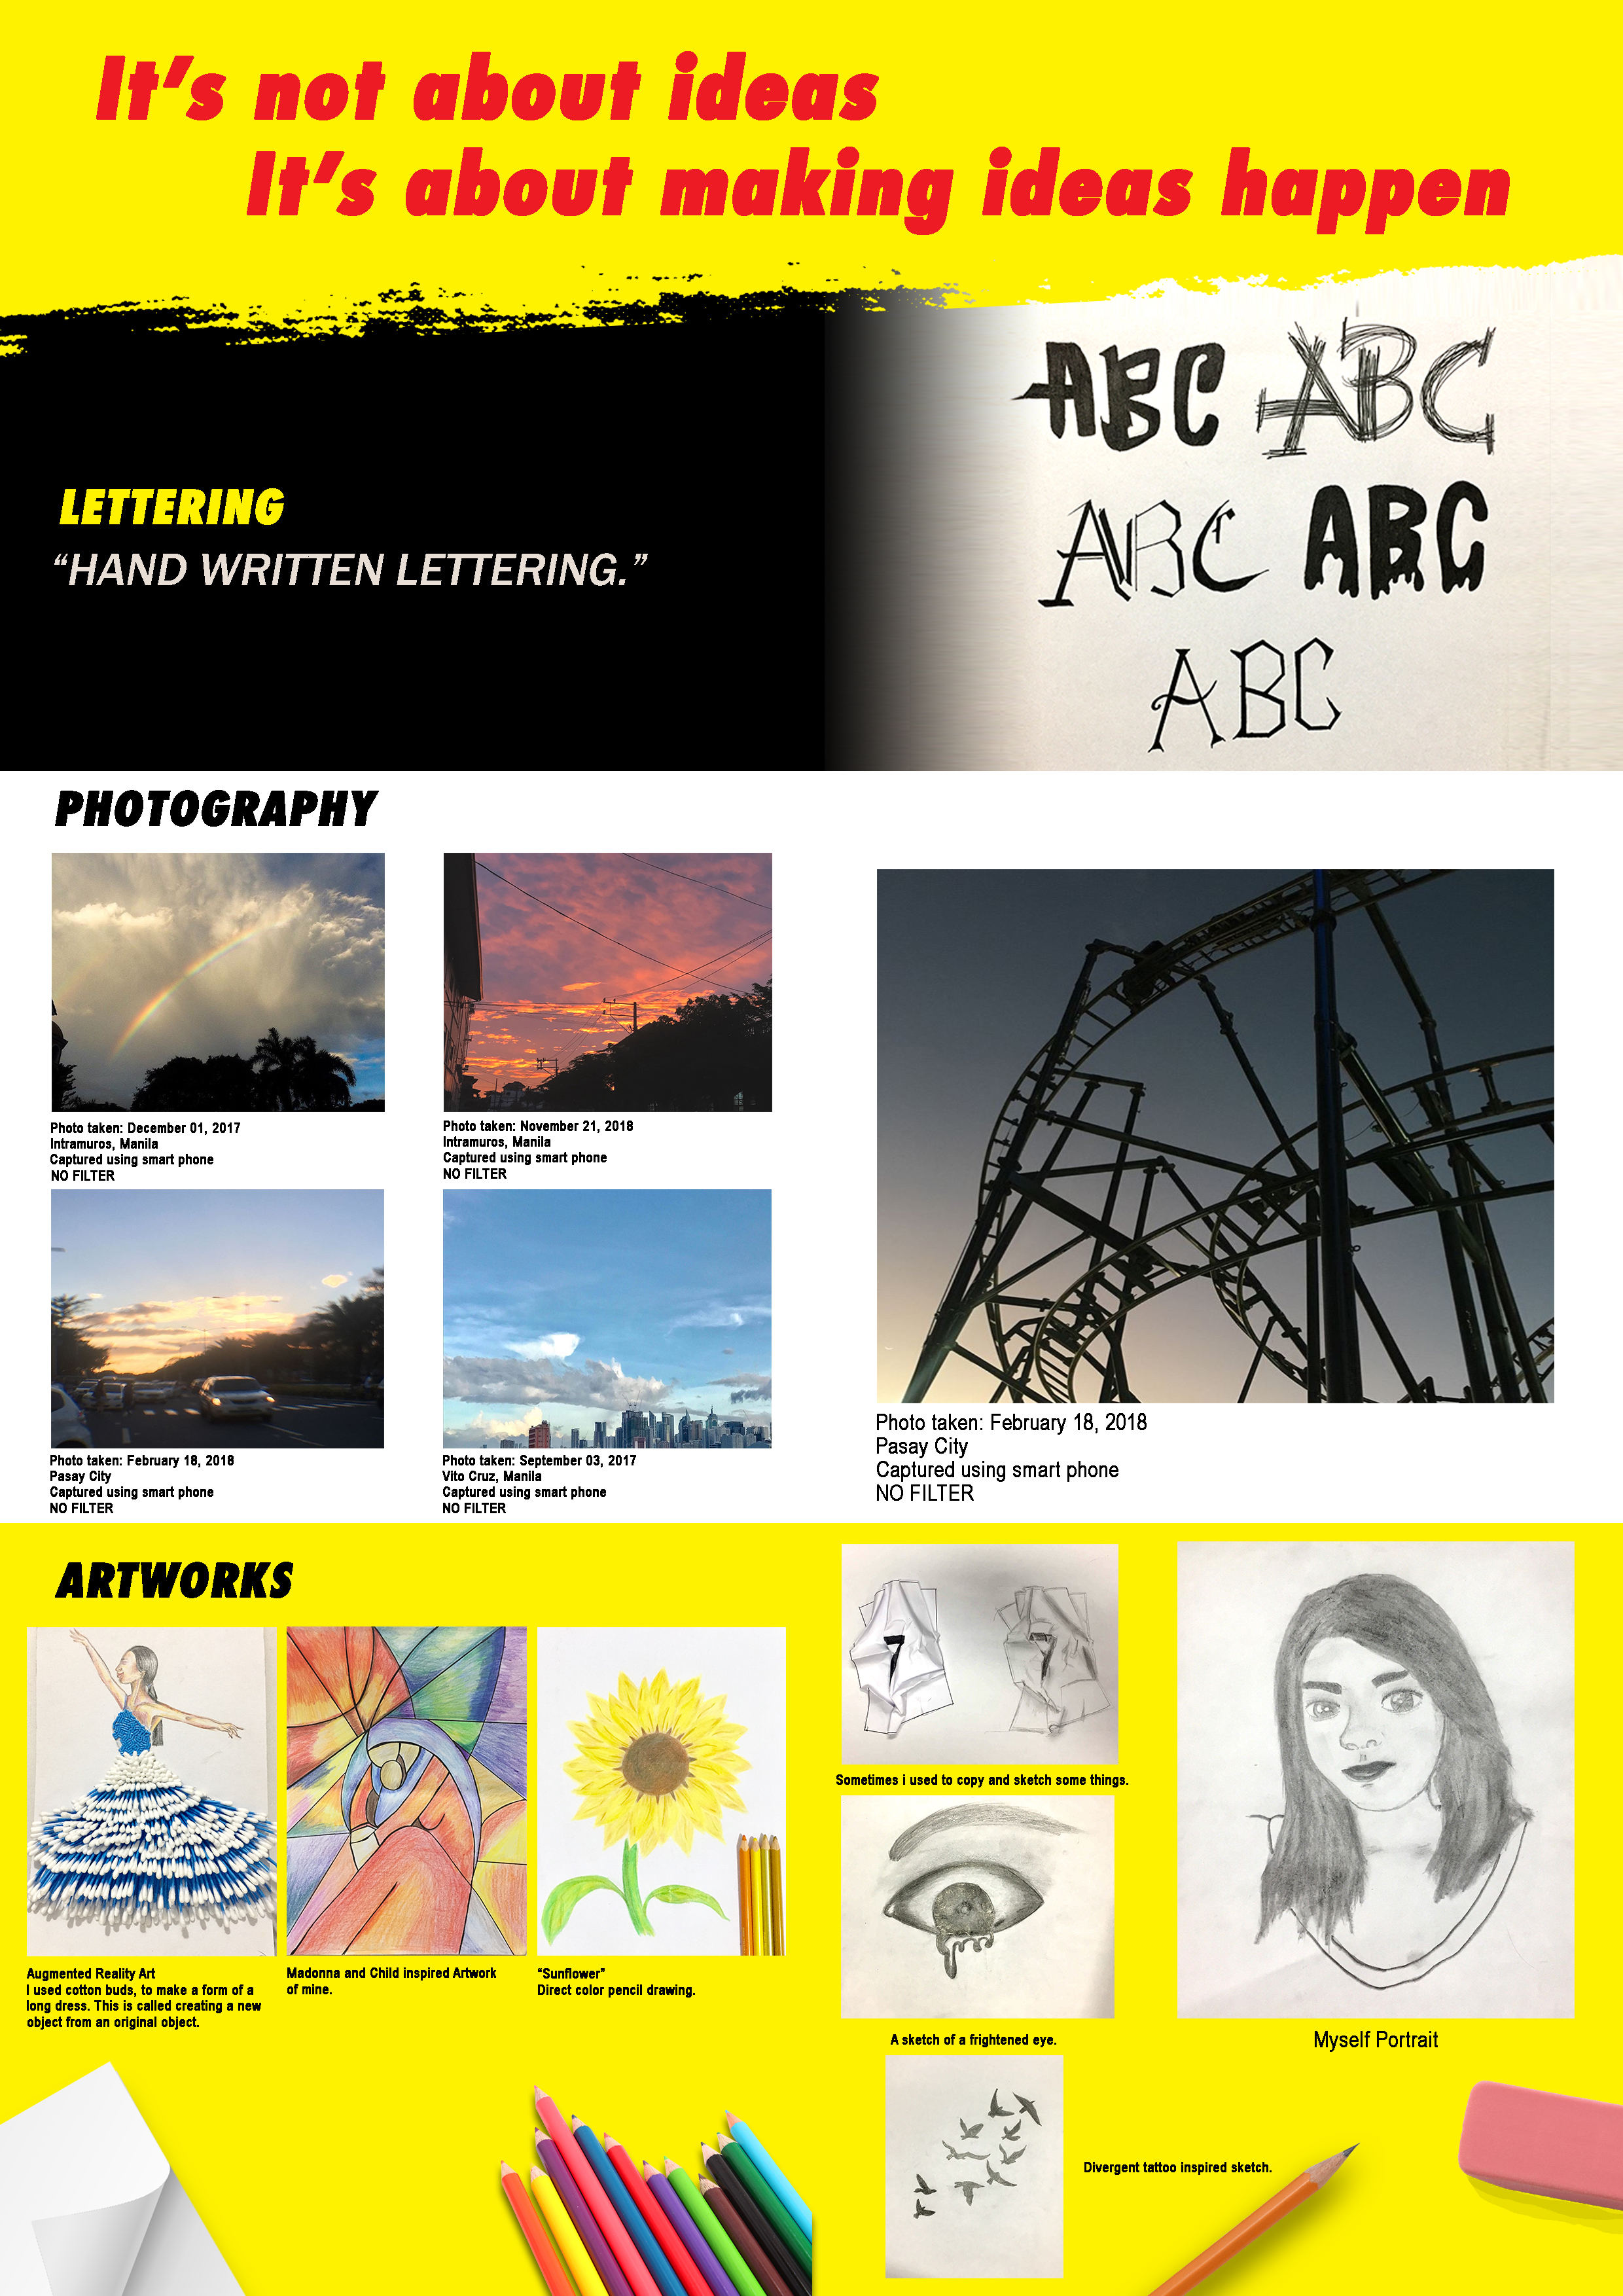 It's not about ideas
It's about making ideas happen
ABC ABC
ABC ABC
ABC
LETTERING
“HAND WRITTEN LETTERING.”
PHOTOGRAPHY
Photo taken: December 01, 2017
Intramuros, Manila
Captured using smart phone
NO FILTER
Photo taken: November 21, 2018
Intramuros, Manila
Captured using smart phone
NO FILTER
Photo taken: February 18, 2018
Pasay City
Captured using smart phone
NO FILTER
Photo taken: September 03, 2017
Vito Cruz, Manila
Captured using smart phone
NO FILTER
Photo taken: February 18, 2018
Pasay City
Captured using smart phone
NO FILTER
ARTWORKS
Augmented Reality Art
I used cotton buds, to make a form of a
long dress. This is called creating a new
object from an original object.
Madonna and Child inspired Artwork
of mine.
“Sunflower”
Direct color pencil drawing.
Sometimes i used to copy and sketch some things.
A sketch of a frightened eye.
Myself Portrait
Divergent tattoo inspired sketch.